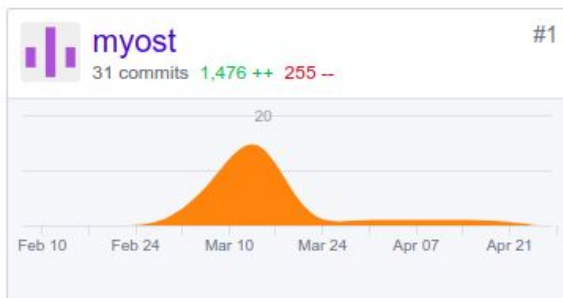 myost
#1
31 commits 1,476 ++ 255 --
20
Feb 10 Feb 24 Mar 10 Mar 24 Apr 07 Apr 21